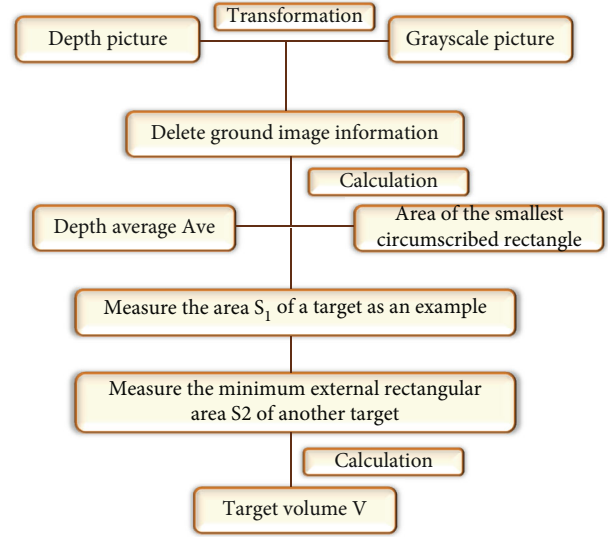 Transformation
Depth picture
Grayscale picture
Delete ground image information
Calculation
Depth average Ave
Area of the smallest
circumscribed rectangle
Measure the area S₁ of a target as an example
Measure the minimum external rectangular
area S2 of another target
Calculation
Target volume V